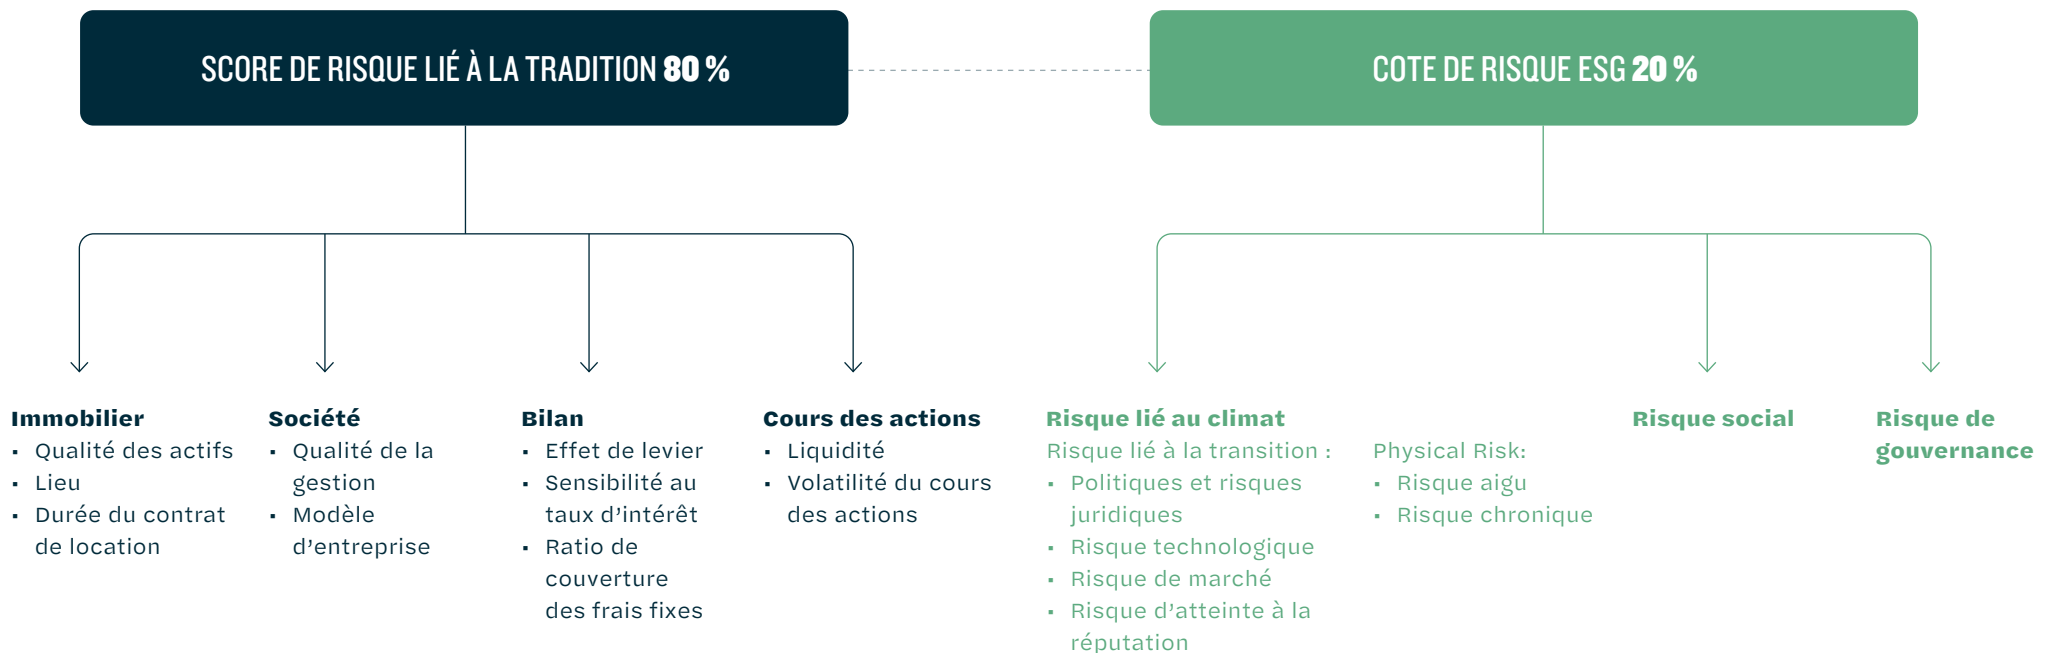 SCORE DE RISQUE LIÉ À LA TRADITION 80 %
COTE DE RISQUE ESG 20 %
Immobilier
▪ Qualité des actifs
▪ Lieu
▪ Durée du contrat
de location
Société
▪ Qualité de la
gestion
▪ Modèle
d’entreprise
Bilan
▪ Effet de levier
▪ Sensibilité au
taux d’intérêt
▪ Ratio de
couverture
des frais fixes
Cours des actions
▪ Liquidité
▪ Volatilité du cours
des actions
Risque lié au climat
Risque lié à la transition :
▪ Politiques et risques
juridiques
▪ Risque technologique
▪ Risque de marché
▪ Risque d’atteinte à la
réputation
Physical Risk:
▪ Risque aigu
▪ Risque chronique
Risque social
Risque de
gouvernance